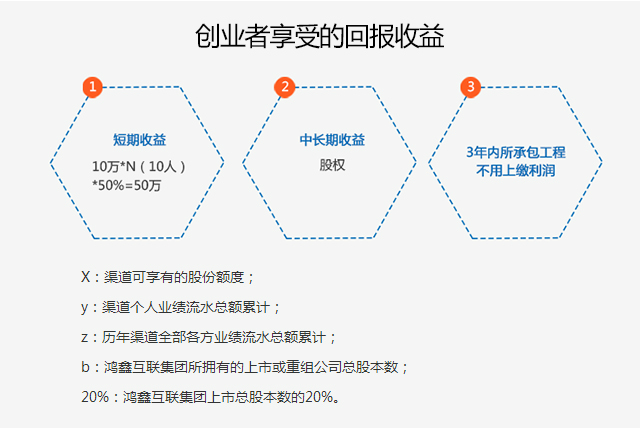 创业者享受的回报收益
1
短期收益
10万*N（10人）
*50%=50万
2
中长期收益
股权
3
3年内所承包工程
不用上缴利润
X：渠道可享有的股份额度；
y：渠道个人业绩流水总额累计；
z：历年渠道全部各方业绩流水总额累计；
b：鸿鑫互联集团所拥有的上市或重组公司总股本数；
20%：鸿鑫互联集团上市总股本数的20%。